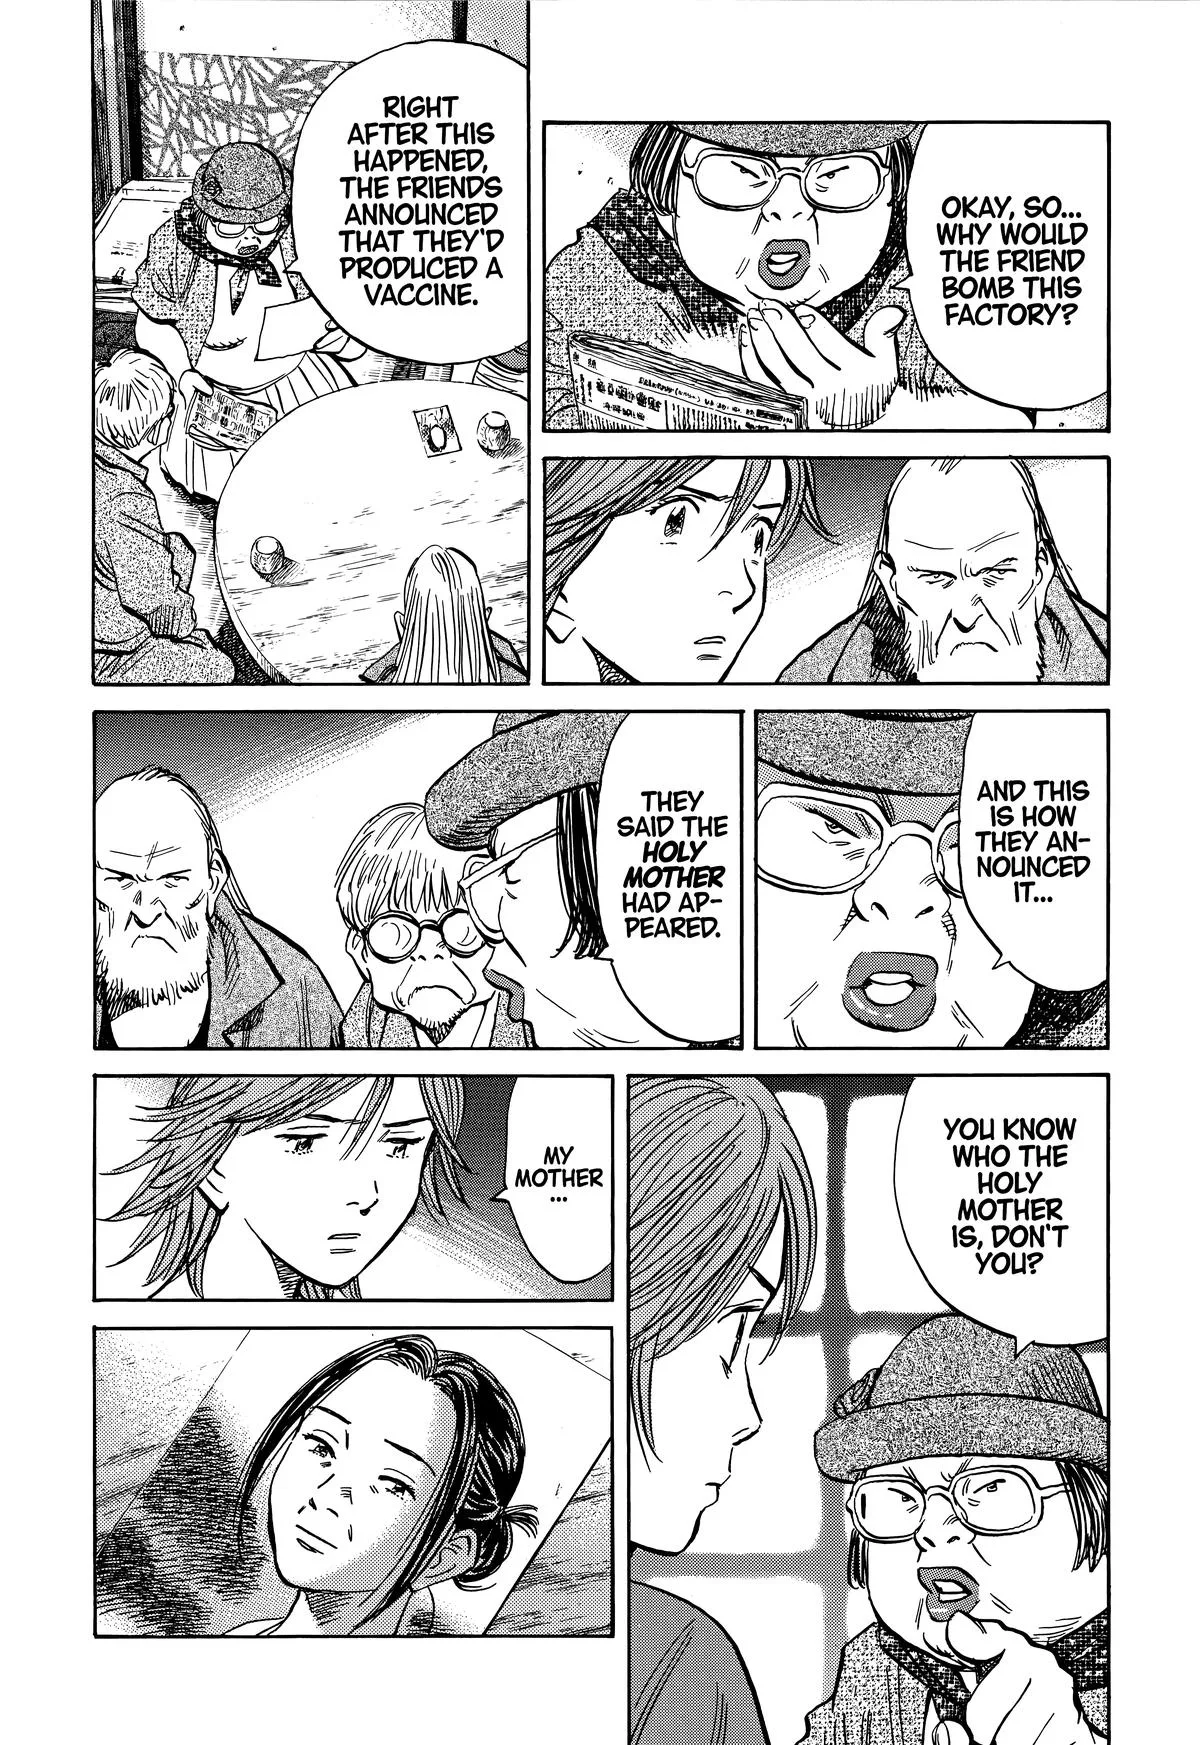 OKAY, SO...
WHY WOULD
THE FRIEND
BOMB THIS
FACTORY?
RIGHT
AFTER THIS
HAPPENED,
THE FRIENDS
ANNOUNCED
THAT THEY'D
PRODUCED A
VACCINE.
AND THIS
IS HOW
THEY AN-
NOUNCED
IT...
THEY
SAID THE
HOLY
MOTHER
HAD AP-
PEARED.
YOU KNOW
WHO THE
HOLY
MOTHER
IS, DON'T
YOU?
MY
MOTHER
...